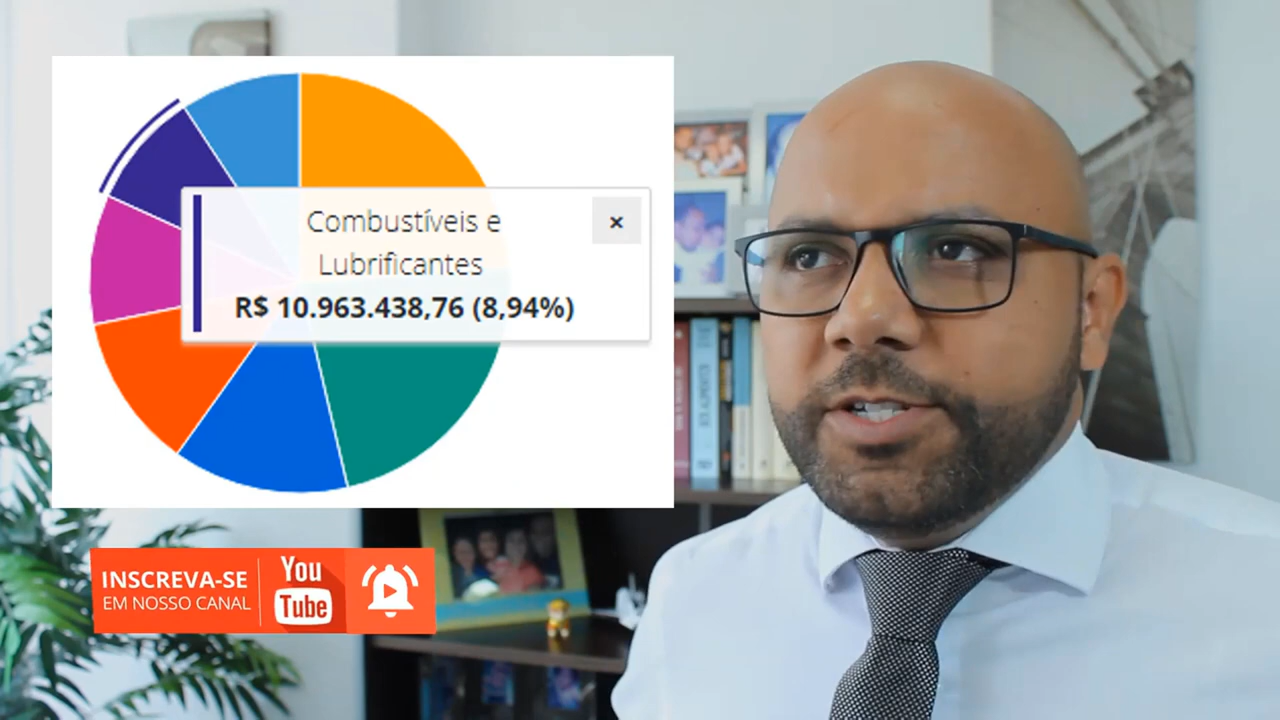 Combustíveis e
Lubrificantes
R$ 10.963.438,76 (8,94%)
×
INSCREVA-SE
EM NOSSO CANAL
You
Tube